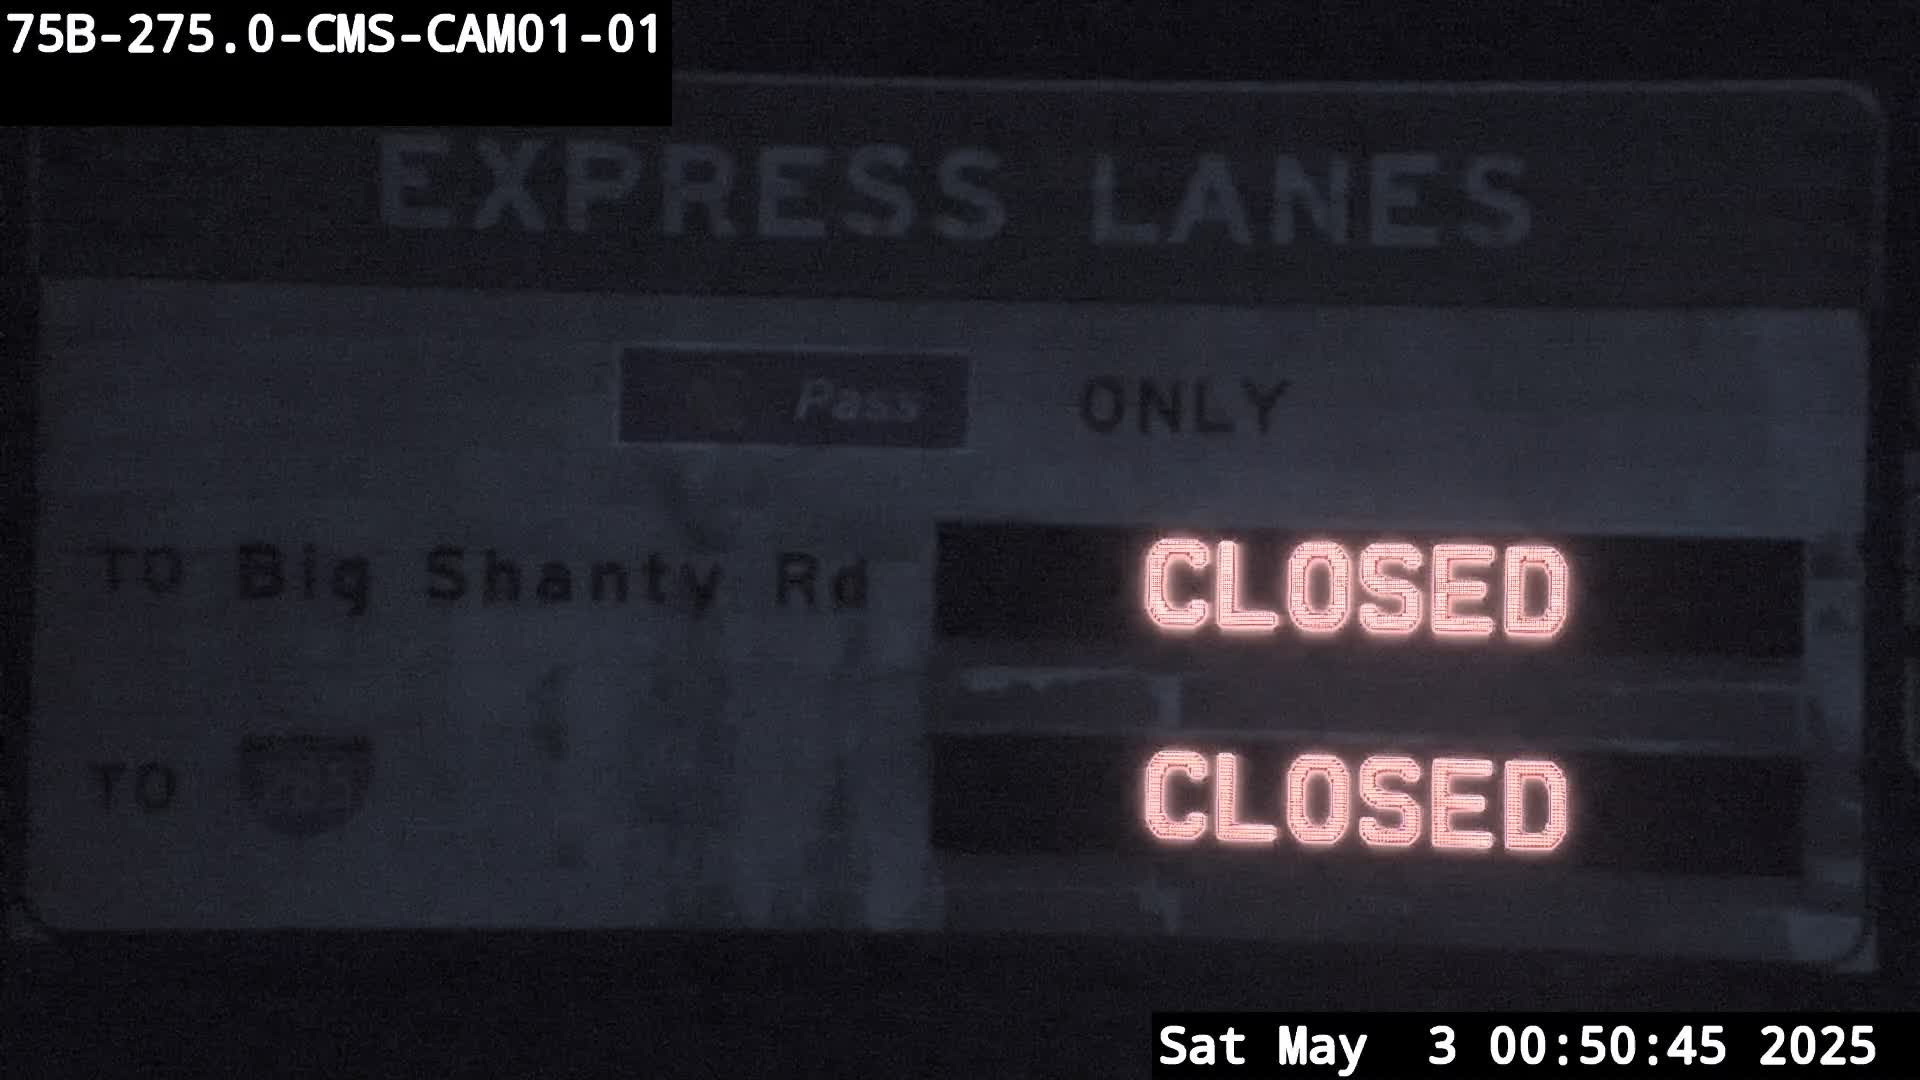 75B-275.0-CMS-CAM01-01
EXPRESS LANES
Pass ONLY
TO Big Shanty Rd CLOSED
TO CLOSED
Sat May 3 00:50:45 2025